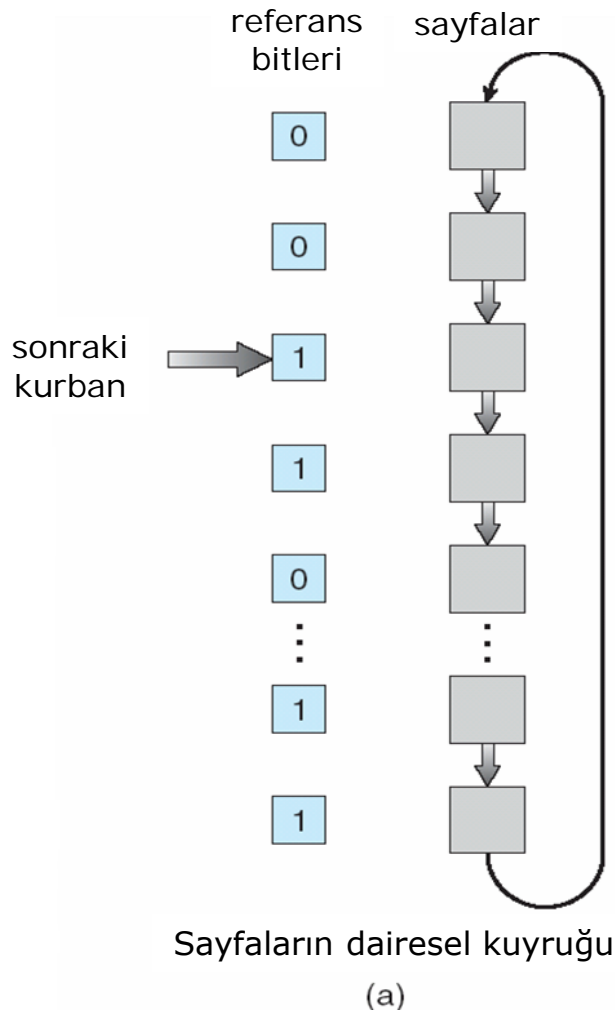 referans
bitleri
sayfalar
0
0
sonraki
kurban
1
1
0
1
1
Sayfaların dairesel kuyruğu
(a)